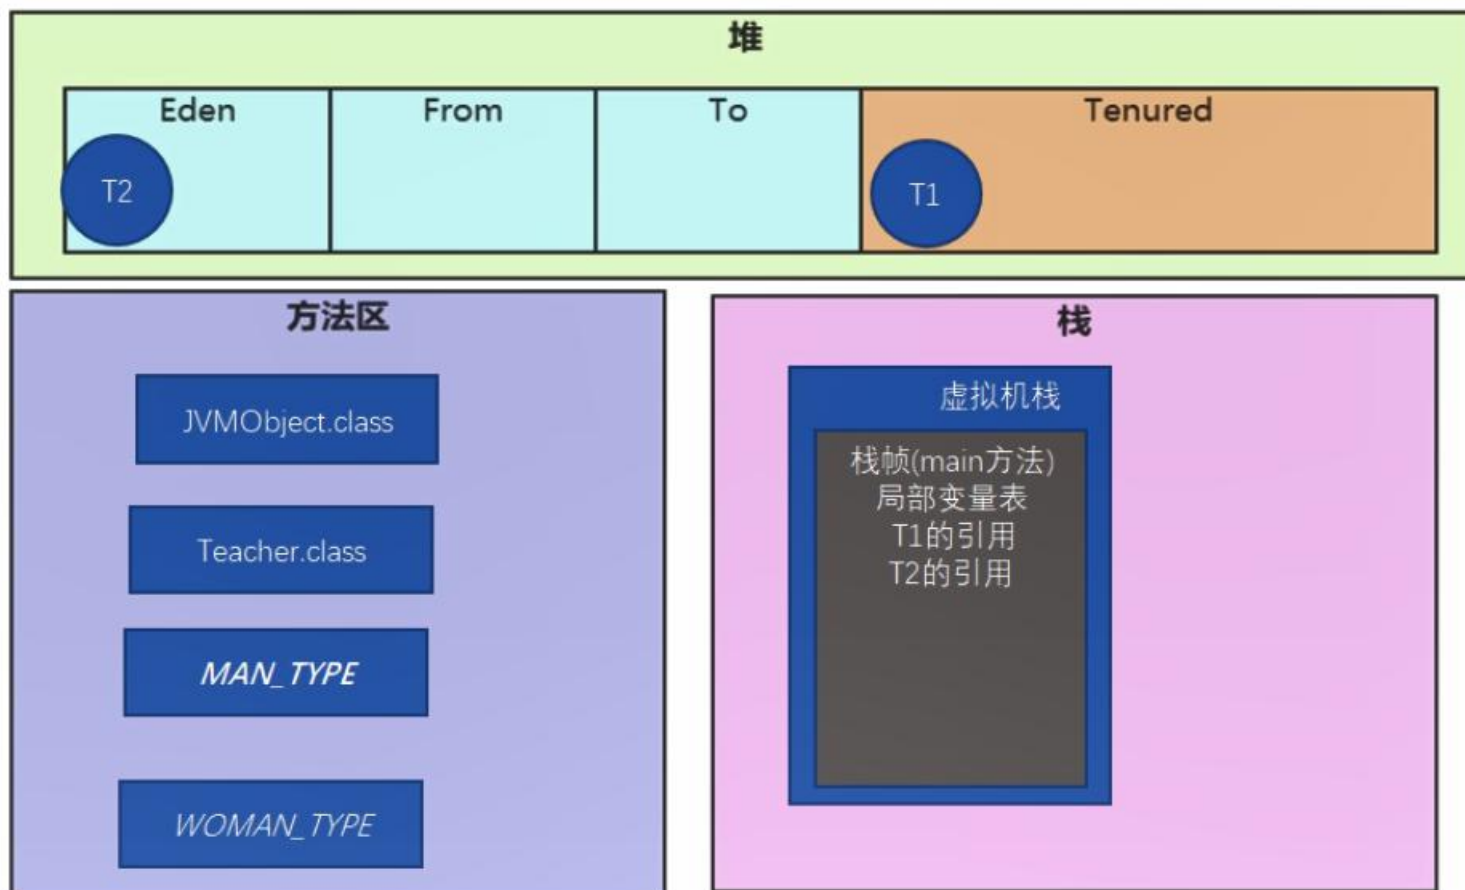 堆
Eden
From
To
Tenured
T2
T1
方法区
JVMObject.class
Teacher.class
MAN_TYPE
WOMAN_TYPE
栈
虚拟机栈
栈帧(main方法)
局部变量表
T1的引用
T2的引用